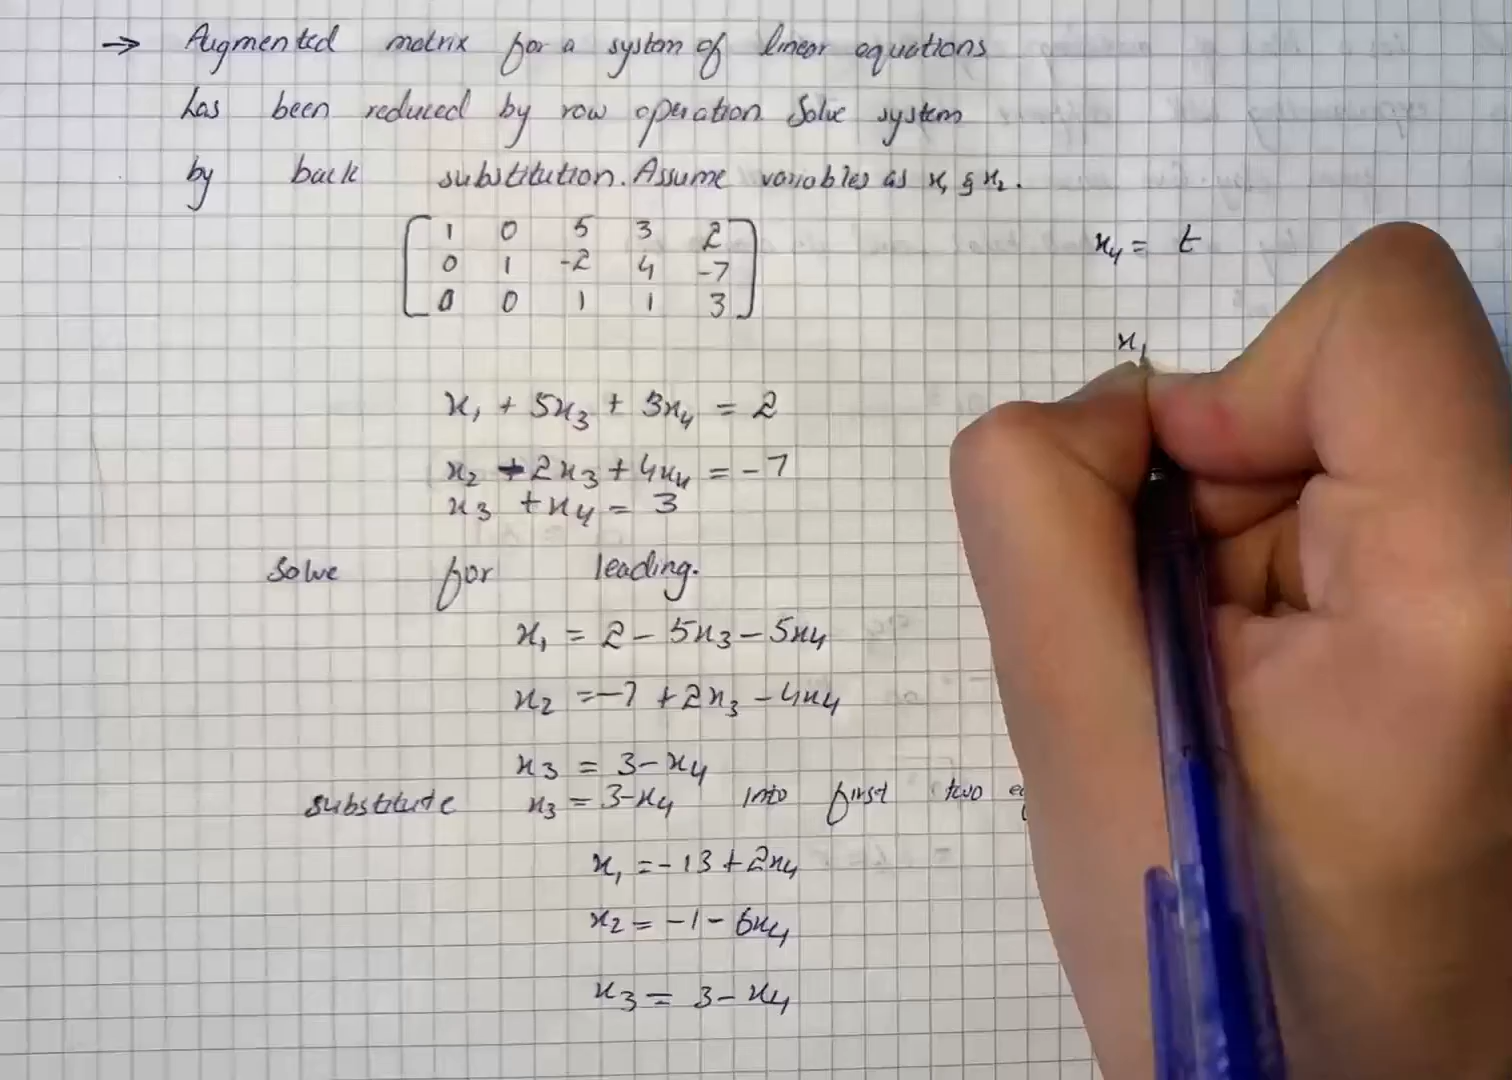 → Augmented matrix for a system of linear equations
has been reduced by row operation. Solve system
by back substitution. Assume variables as x₁ & x₂.
1 0 5 3 2
0 1 -2 4 -7
0 0 1 1 3
x₄ = t
x₁
x₁ + 5x₃ + 3x₄ = 2
x₂ - 2x₃ + 4x₄ = -7
x₃ + x₄ = 3
Solve for leading.
x₁ = 2 - 5x₃ - 5x₄
x₂ = -7 + 2x₃ - 4x₄
x₃ = 3 - x₄
substitute x₃ = 3-x₄ into first two
x₁ = -13 + 2x₄
x₂ = -1 - 6x₄
x₃ = 3 - x₄